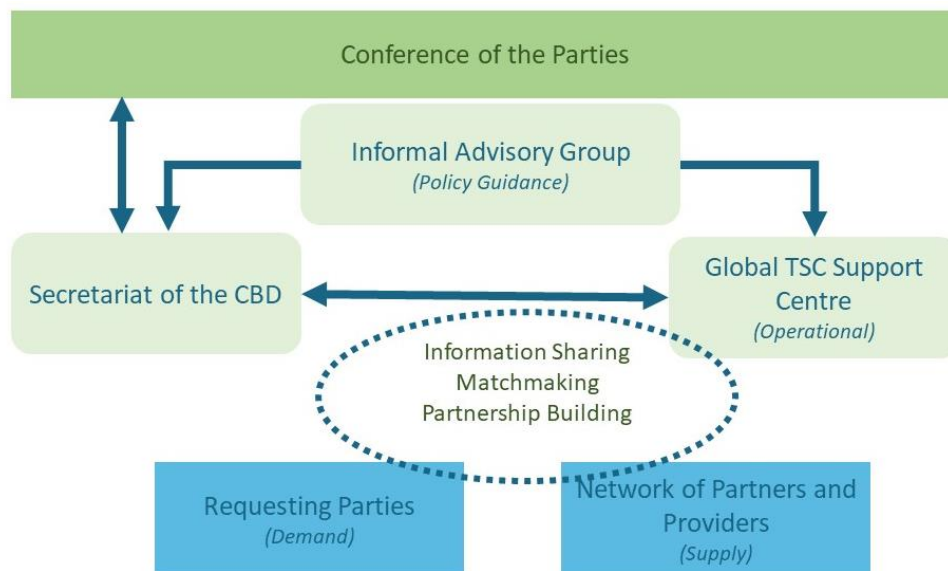 Conference of the Parties
Informal Advisory Group
(Policy Guidance)
Secretariat of the CBD
Global TSC Support
Centre
(Operational)
Information Sharing
Matchmaking
Partnership Building
Requesting Parties
(Demand)
Network of Partners and
Providers
(Supply)